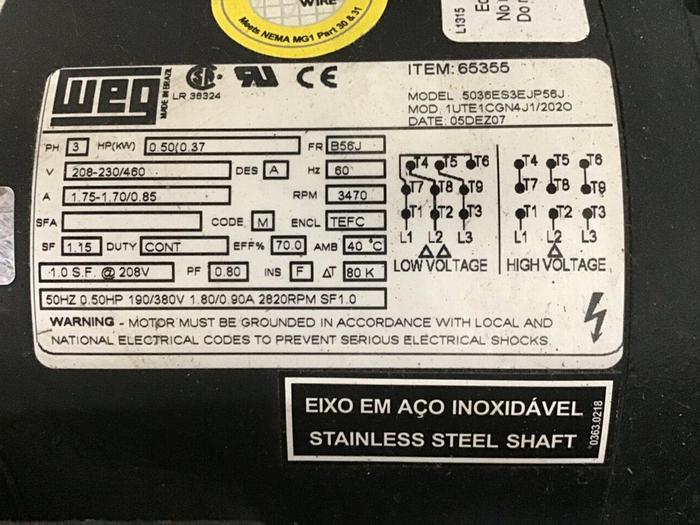 WIRE
Meets NEMA MG1 Part 30 & 31
L1315
No
Do
WEG
MADE IN BRAZIL
LR 38324
ITEM: 65355
MODEL 5036ES3EJP56J
MOD. 1UTE1CGN4J1/2020
DATE: 05DEZ07
PH 3 HP(KW) 0.50(0.37 FR B56J
V 208-230/460 DES A Hz 60
A 1.75-1.70/0.85 RPM 3470
SFA CODE M ENCL TEFC
SF 1.15 DUTY CONT EFF% 70.0 AMB 40 °C
1.0 S.F. @ 208V PF 0.80 INS F ΔT 80 K
50HZ 0.50HP 190/380V 1.80/0.90A 2820RPM SF1.0
T4 T5 T6
T7 T8 T9
T1 T2 T3
L1 L2 L3
ΔΔ
LOW VOLTAGE
T4 T5 T6
T7 T8 T9
T1 T2 T3
L1 L2 L3
Δ
HIGH VOLTAGE
WARNING - MOTOR MUST BE GROUNDED IN ACCORDANCE WITH LOCAL AND
NATIONAL ELECTRICAL CODES TO PREVENT SERIOUS ELECTRICAL SHOCKS.
EIXO EM AÇO INOXIDÁVEL
STAINLESS STEEL SHAFT
0363.0218